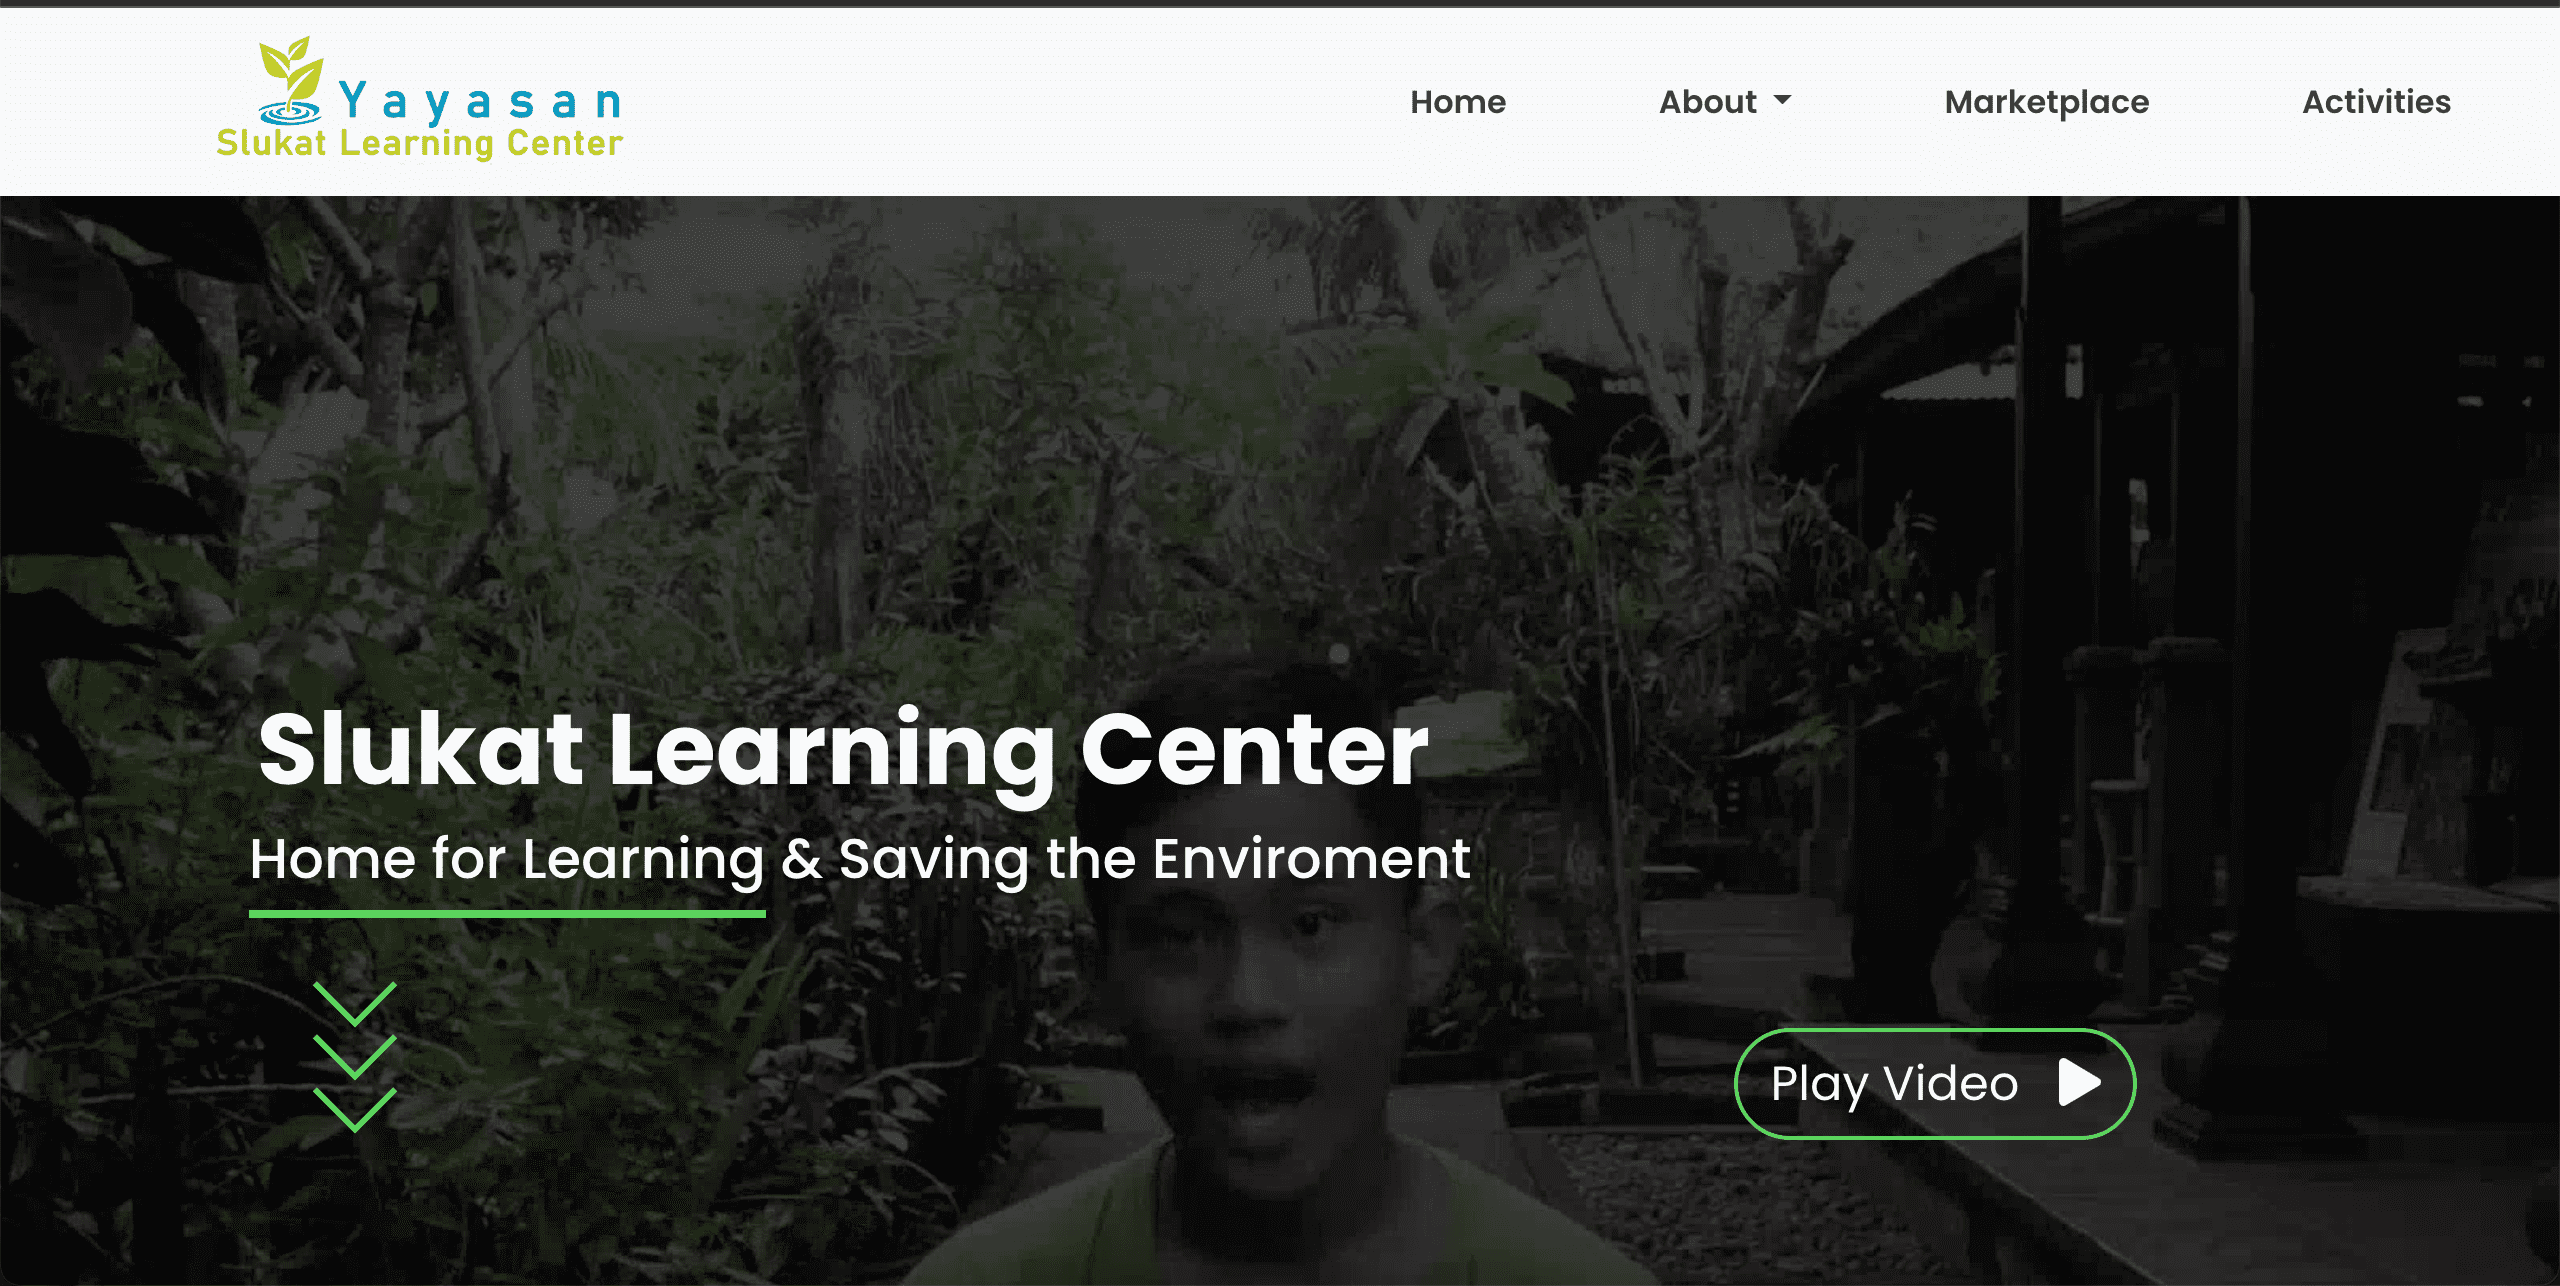 Yayasan
Slukat Learning Center
Home
About
Marketplace
Activities
Slukat Learning Center
Home for Learning & Saving the Enviroment
Play Video